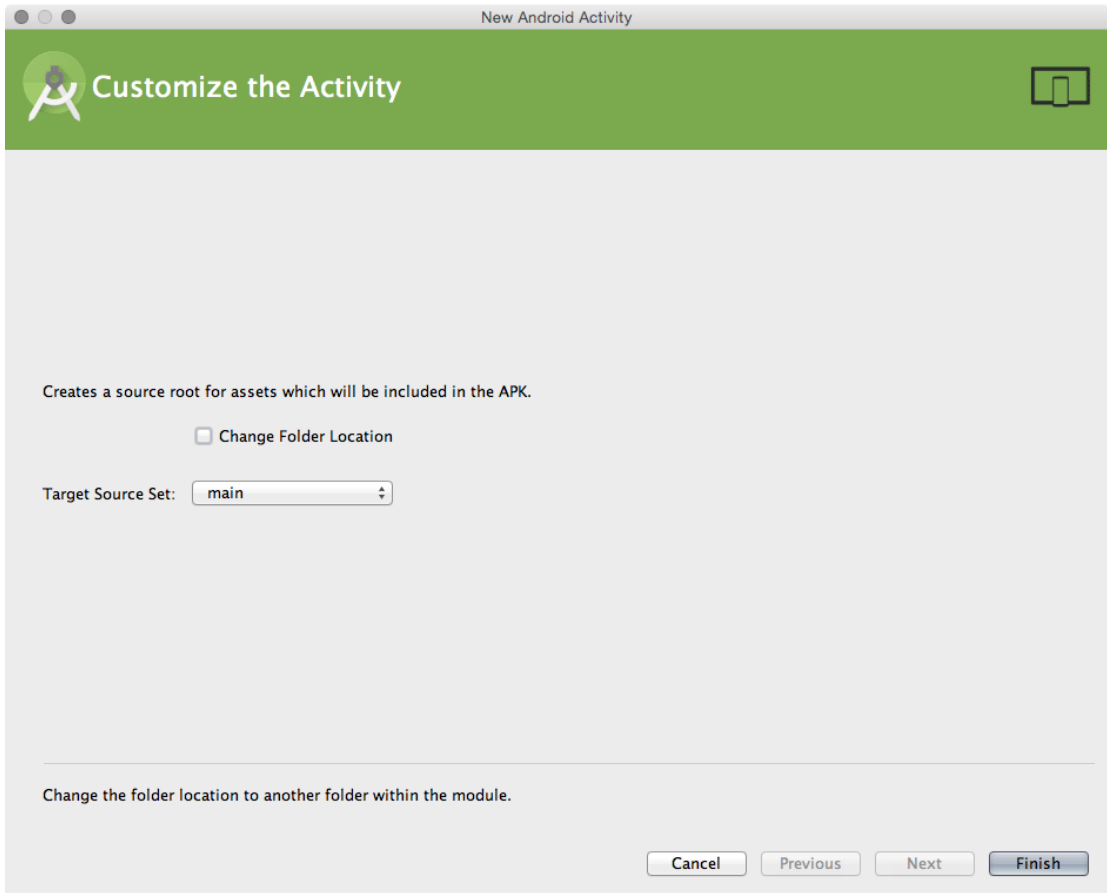 New Android Activity
Customize the Activity
Creates a source root for assets which will be included in the APK.
Change Folder Location
Target Source Set: main
Change the folder location to another folder within the module.
Cancel Previous Next Finish